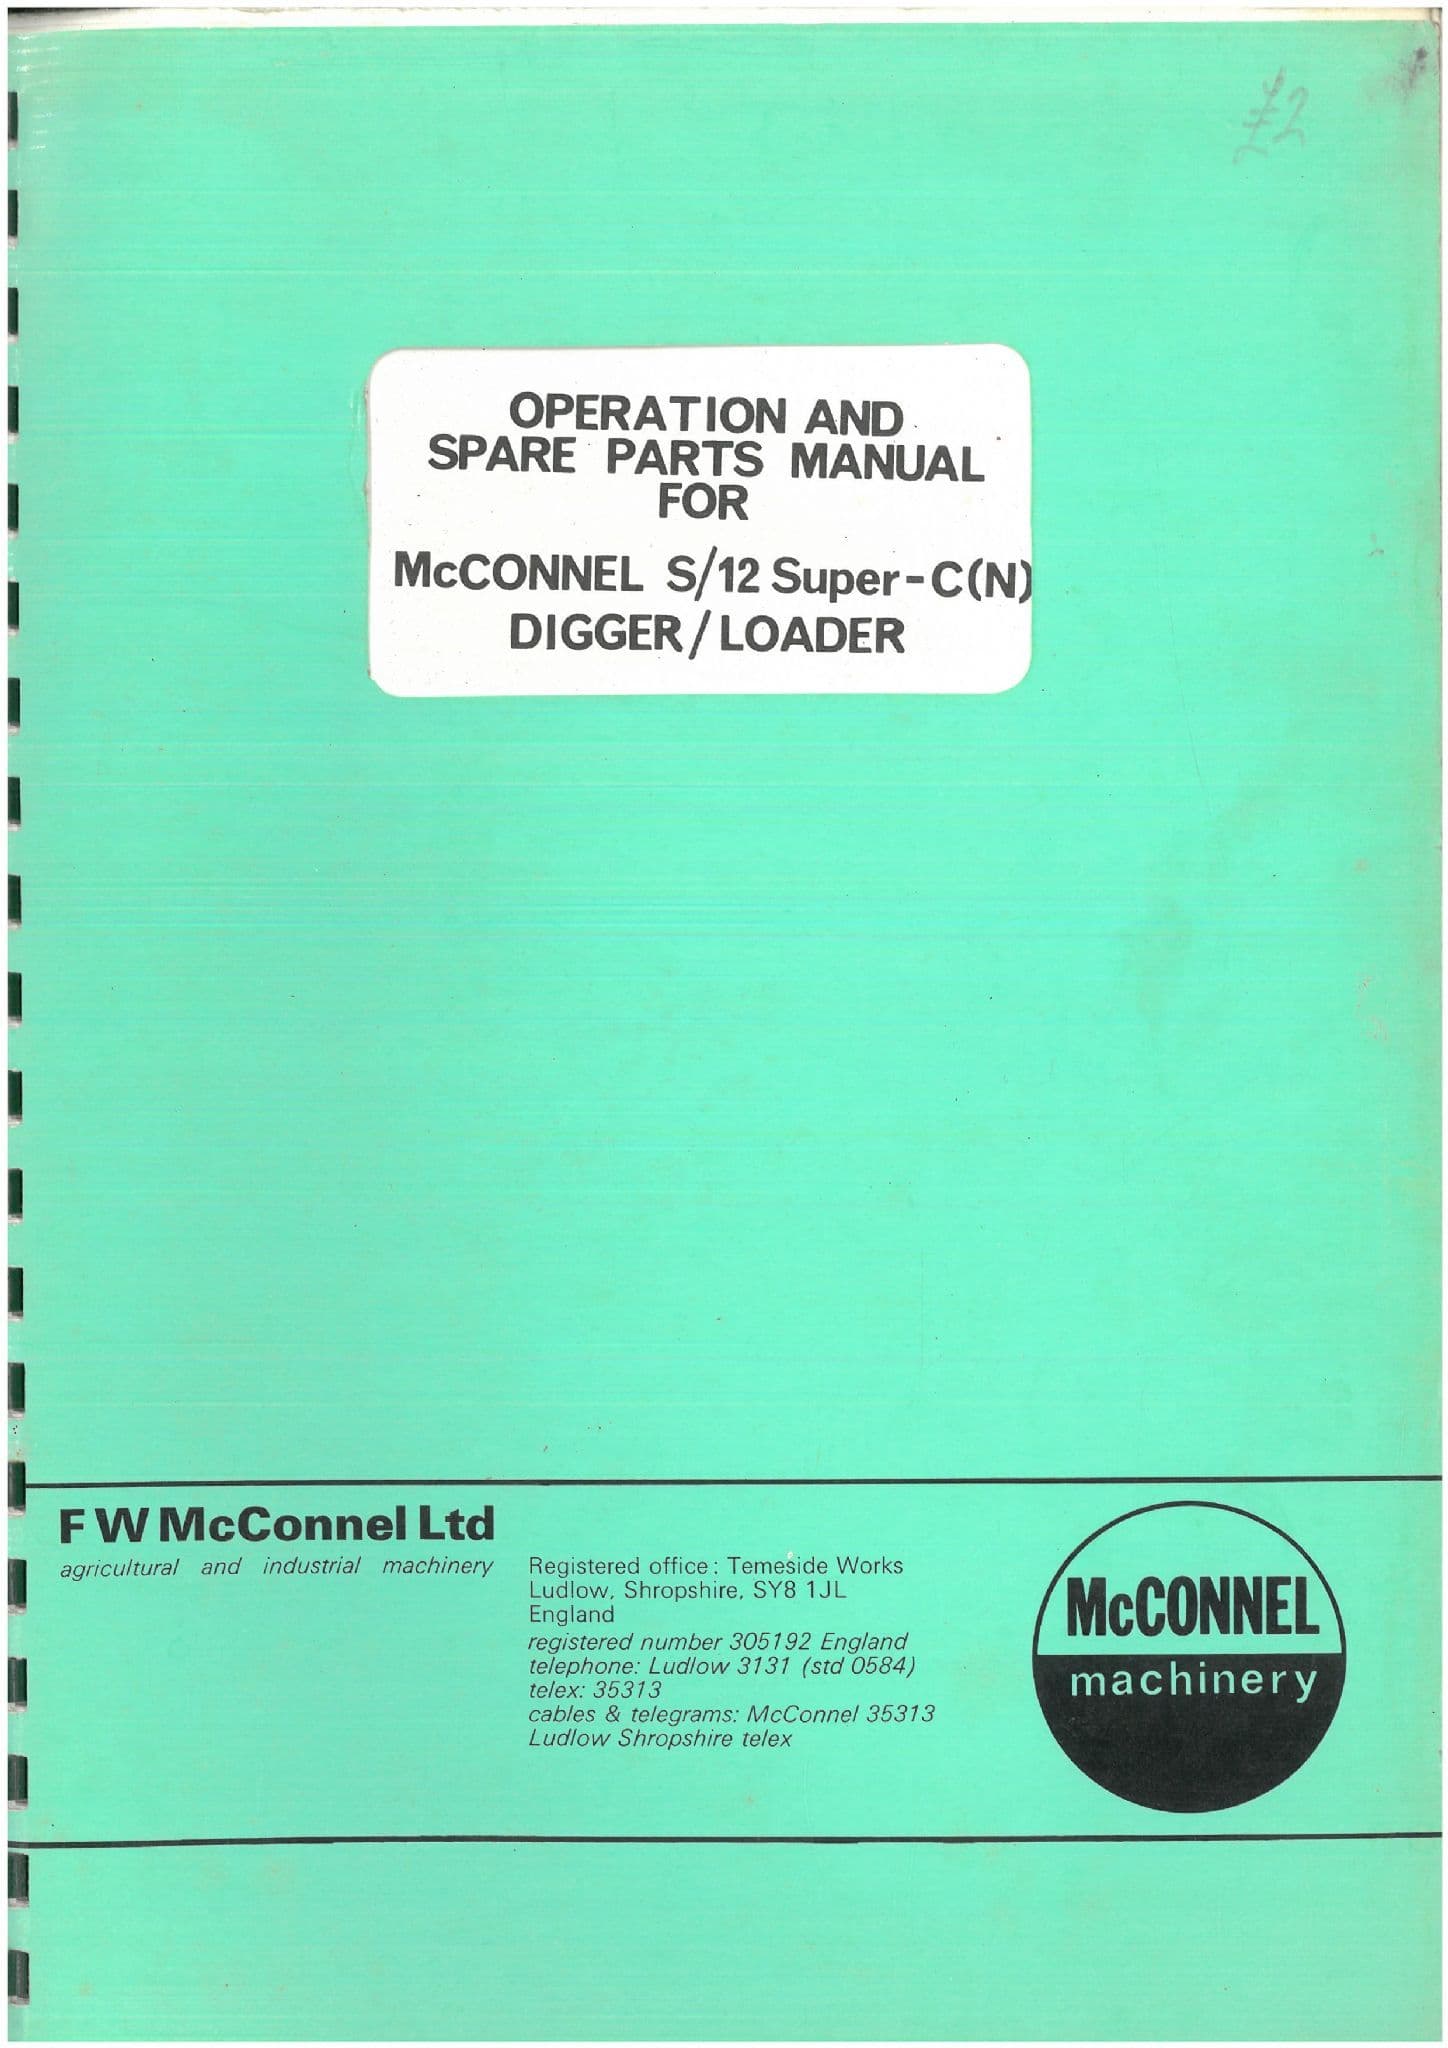 £2
OPERATION AND
SPARE PARTS MANUAL
FOR
McCONNEL S/12 Super-C(N)
DIGGER/LOADER
F W McConnel Ltd
agricultural and industrial machinery
Registered office: Temeside Works
Ludlow, Shropshire, SY8 1JL
England
registered number 305192 England
telephone: Ludlow 3131 (std 0584)
telex: 35313
cables & telegrams: McConnel 35313
Ludlow Shropshire telex
McCONNEL
machinery